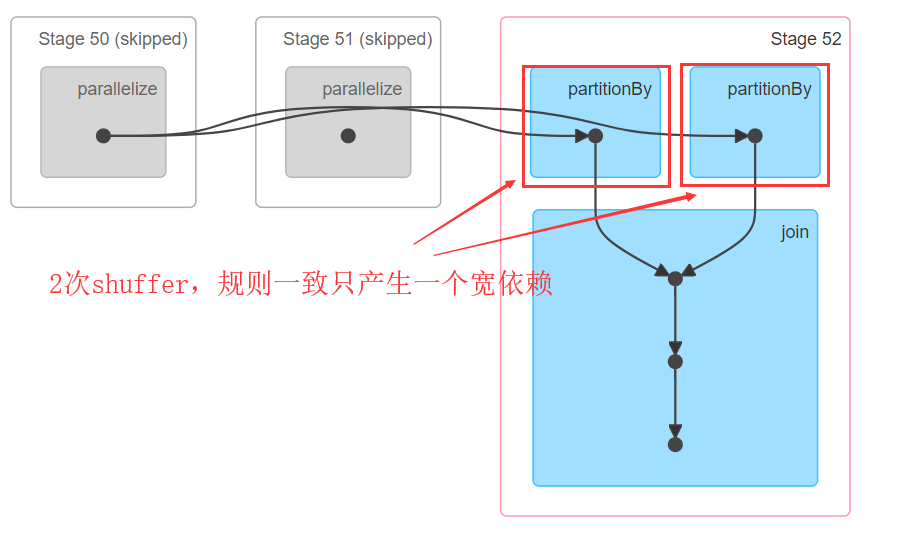 Stage 50 (skipped)
Stage 51 (skipped)
Stage 52
parallelize
parallelize
partitionBy
partitionBy
join
2次shuffer，规则一致只产生一个宽依赖